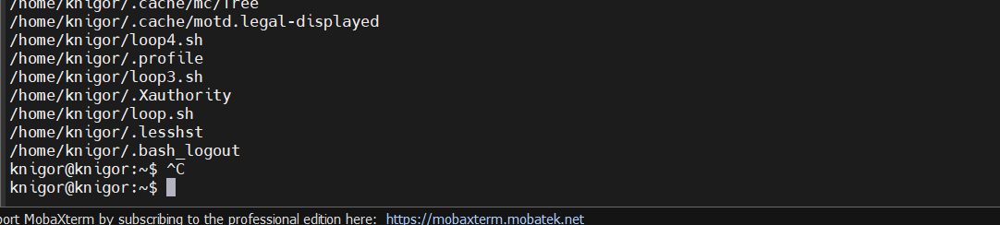 /home/knigor/.cache/mc/Tree
/home/knigor/.cache/motd.legal-displayed
/home/knigor/loop4.sh
/home/knigor/.profile
/home/knigor/loop3.sh
/home/knigor/.Xauthority
/home/knigor/loop.sh
/home/knigor/.lesshst
/home/knigor/.bash_logout
knigor@knigor:~$ ^C
knigor@knigor:~$
port MobaXterm by subscribing to the professional edition here: https://mobaxterm.mobatek.net